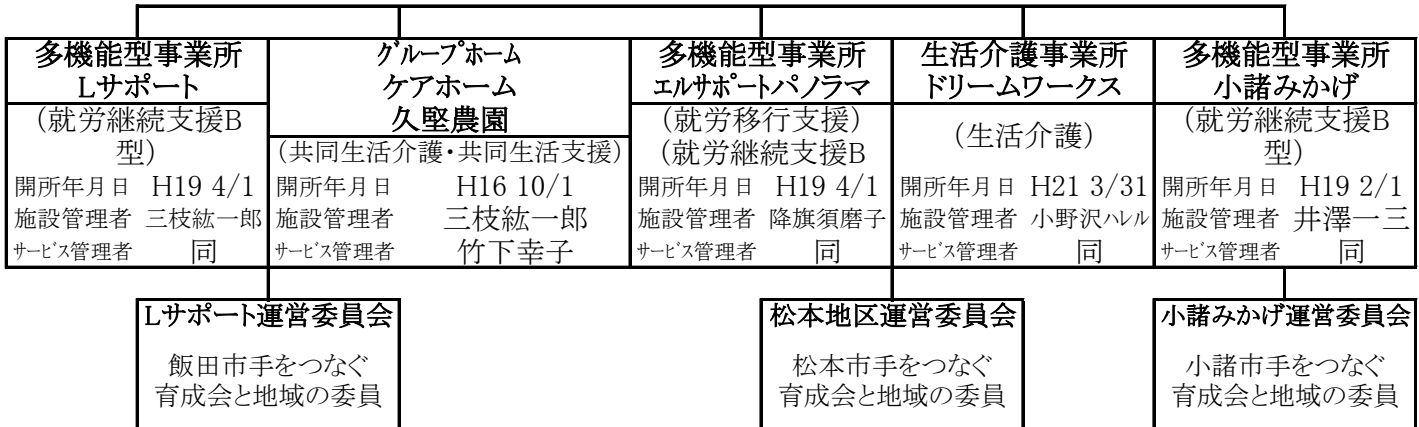 多機能型事業所
Lサポート
(就労継続支援B
型)
開所年月日 H19 4/1
施設管理者 三枝紘一郎
ｻｰﾋﾞｽ管理者 同
ｸﾞﾙｰﾌﾟﾎｰﾑ
ケアホーム
久堅農園
(共同生活介護・共同生活支援)
開所年月日 H16 10/1
施設管理者 三枝紘一郎
ｻｰﾋﾞｽ管理者 竹下幸子
多機能型事業所
エルサポートパノラマ
(就労移行支援)
(就労継続支援B
開所年月日 H19 4/1
施設管理者 降旗須磨子
ｻｰﾋﾞｽ管理者 同
生活介護事業所
ドリームワークス
(生活介護)
開所年月日 H21 3/31
施設管理者 小野沢ハレル
ｻｰﾋﾞｽ管理者 同
多機能型事業所
小諸みかげ
(就労継続支援B
型)
開所年月日 H19 2/1
施設管理者 井澤一三
ｻｰﾋﾞｽ管理者 同
Lサポート運営委員会
飯田市手をつなぐ
育成会と地域の委員
松本地区運営委員会
松本市手をつなぐ
育成会と地域の委員
小諸みかげ運営委員会
小諸市手をつなぐ
育成会と地域の委員